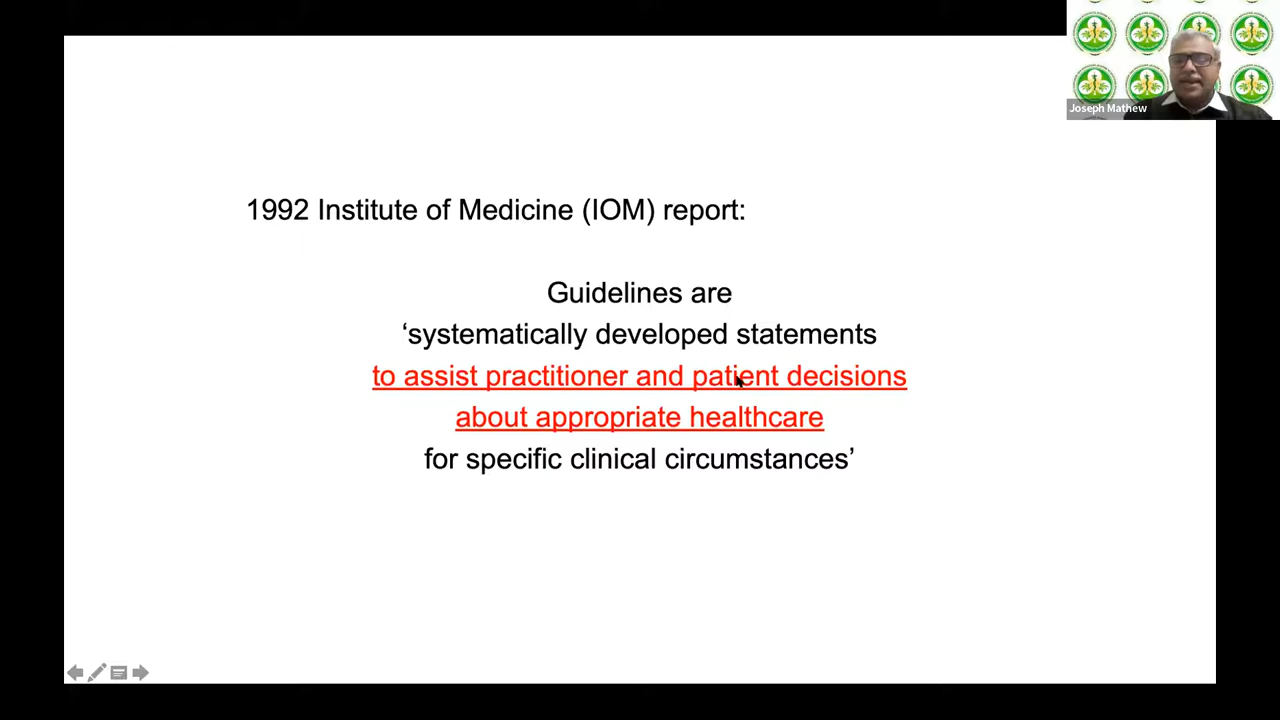 Joseph Mathew
1992 Institute of Medicine (IOM) report:
Guidelines are
‘systematically developed statements
to assist practitioner and patient decisions
about appropriate healthcare
for specific clinical circumstances’